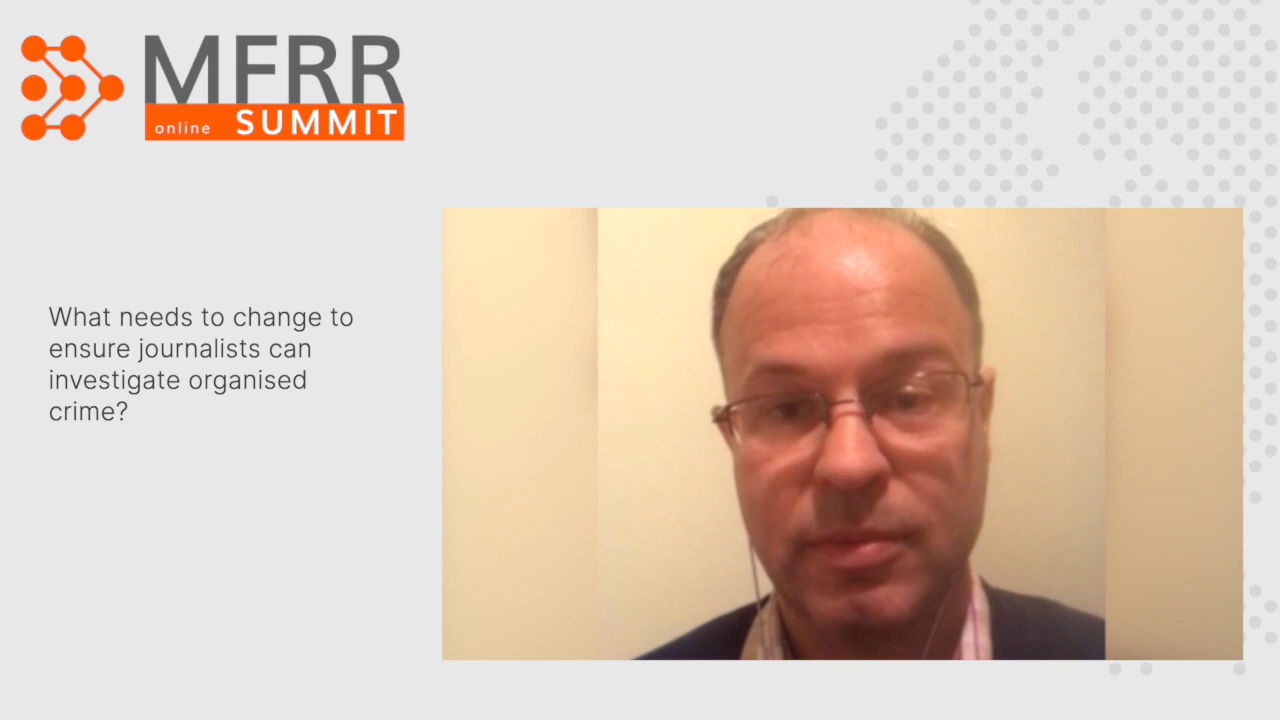 MFRR
online SUMMIT
What needs to change to
ensure journalists can
investigate organised
crime?